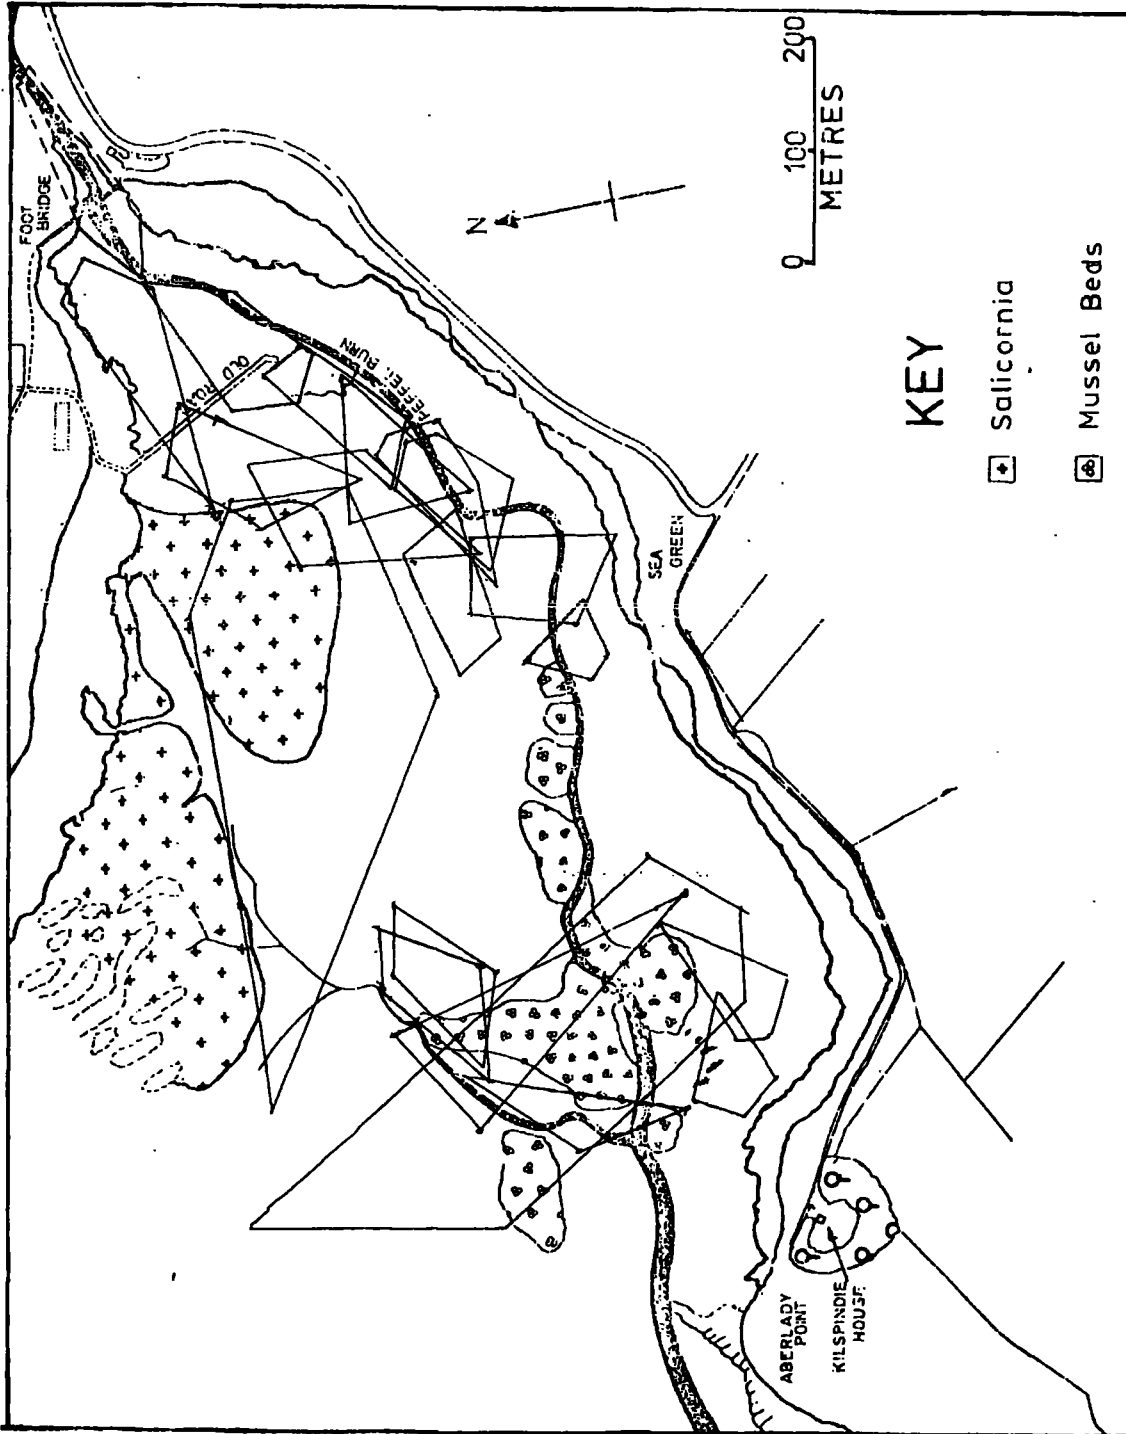 FOOT
BRIDGE
OLD ROAD
PEFFER BURN
N
0 100 200
METRES
SEA
GREEN
KEY
Salicornia
Mussel Beds
ABERLADY
POINT
KILSPINDIE
HOUSE